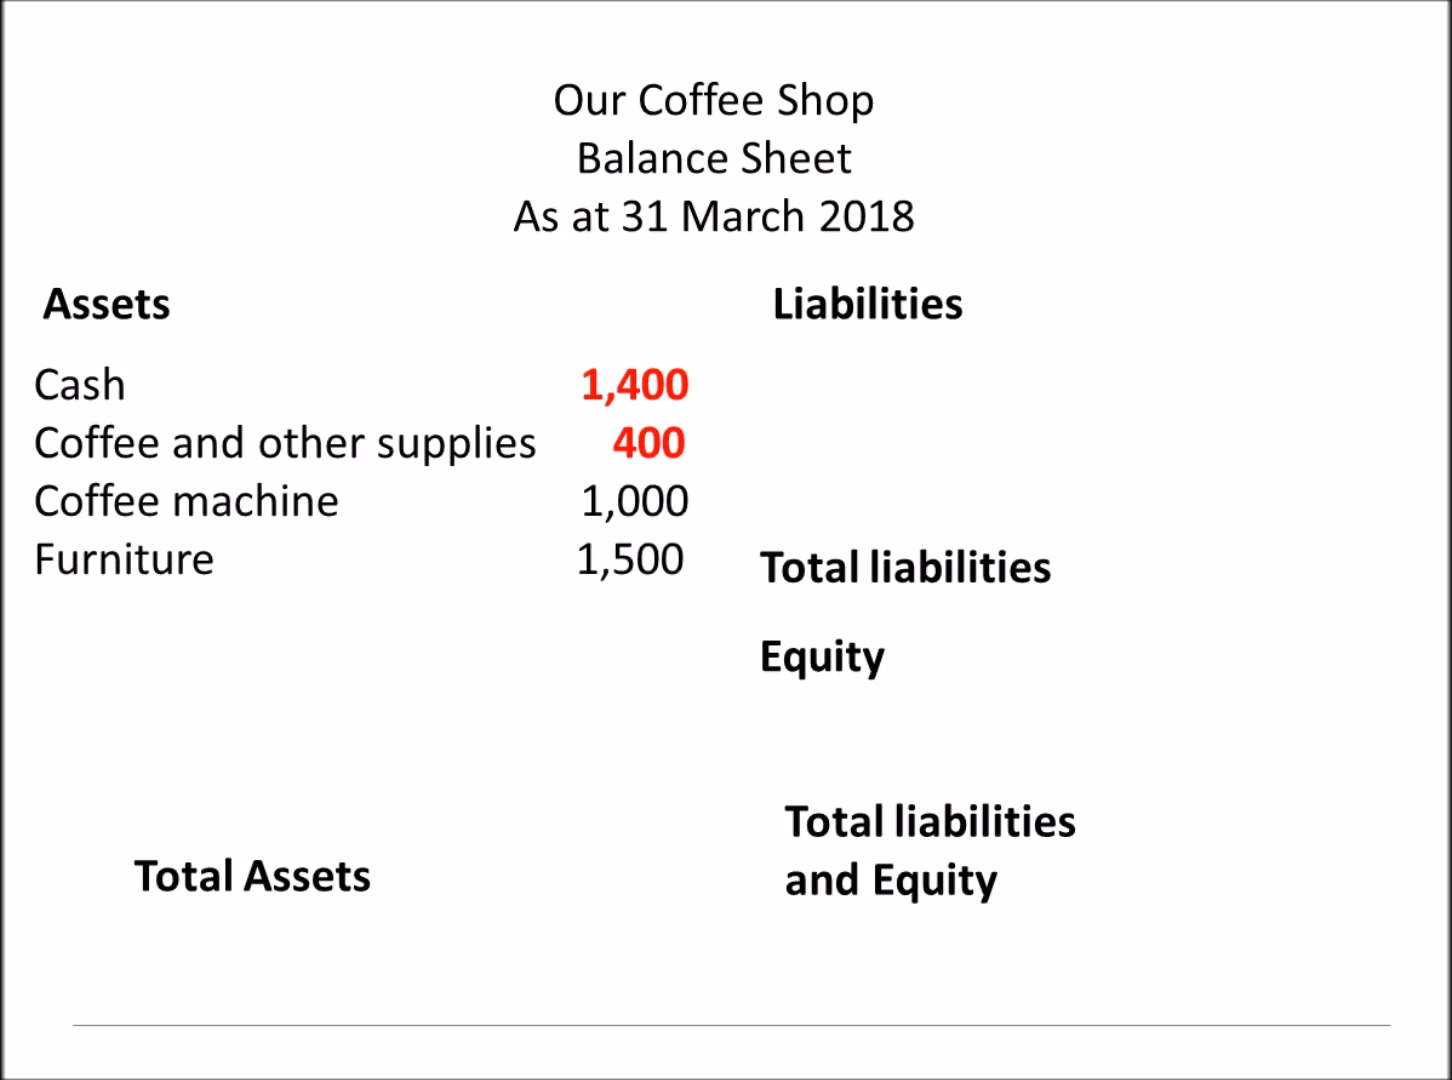 Our Coffee Shop
Balance Sheet
As at 31 March 2018
Assets
Cash 1,400
Coffee and other supplies 400
Coffee machine 1,000
Furniture 1,500
Total Assets
Liabilities
Total liabilities
Equity
Total liabilities
and Equity